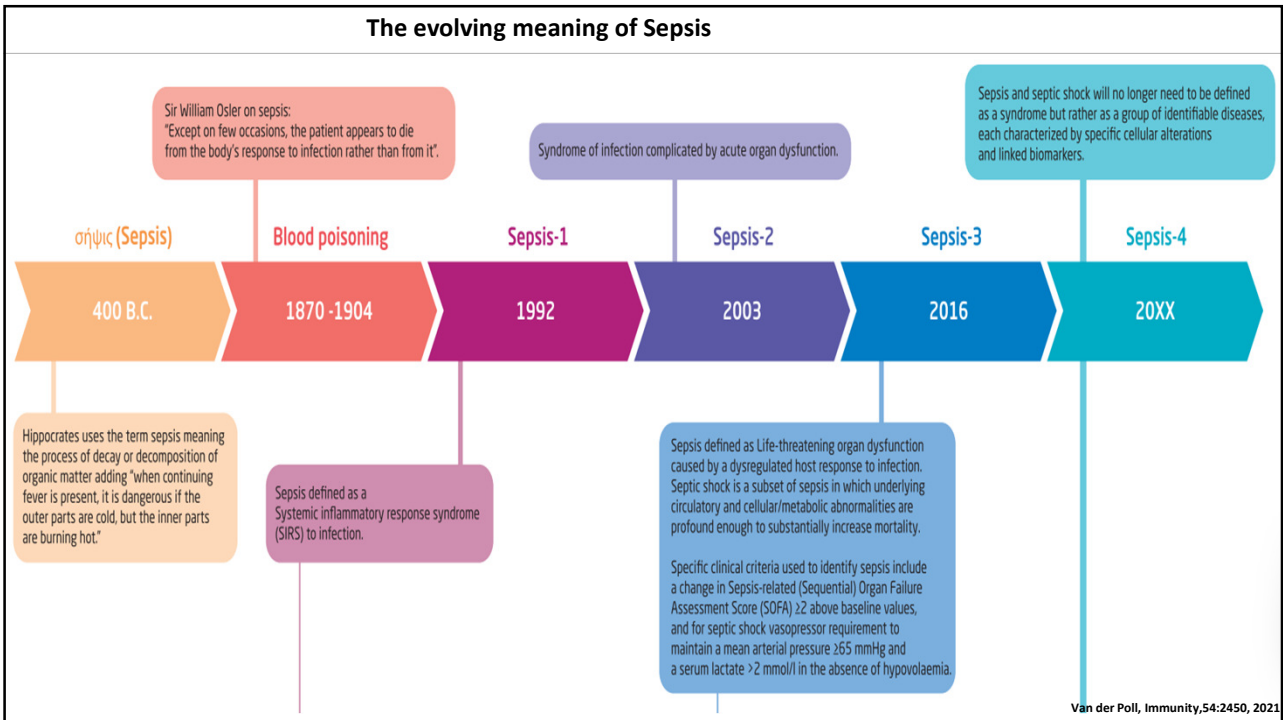 The evolving meaning of Sepsis
Sir William Osler on sepsis:
"Except on few occasions, the patient appears to die
from the body's response to infection rather than from it".
Syndrome of infection complicated by acute organ dysfunction.
Sepsis and septic shock will no longer need to be defined
as a syndrome but rather as a group of identifiable diseases,
each characterized by specific cellular alterations
and linked biomarkers.
σήψις (Sepsis)
Blood poisoning
Sepsis-1
Sepsis-2
Sepsis-3
Sepsis-4
400 B.C.
1870 -1904
1992
2003
2016
20XX
Hippocrates uses the term sepsis meaning
the process of decay or decomposition of
organic matter adding "when continuing
fever is present, it is dangerous if the
outer parts are cold, but the inner parts
are burning hot."
Sepsis defined as a
Systemic inflammatory response syndrome
(SIRS) to infection.
Sepsis defined as Life-threatening organ dysfunction
caused by a dysregulated host response to infection.
Septic shock is a subset of sepsis in which underlying
circulatory and cellular/metabolic abnormalities are
profound enough to substantially increase mortality.
Specific clinical criteria used to identify sepsis include
a change in Sepsis-related (Sequential) Organ Failure
Assessment Score (SOFA) ≥2 above baseline values,
and for septic shock vasopressor requirement to
maintain a mean arterial pressure ≥65 mmHg and
a serum lactate >2 mmol/l in the absence of hypovolaemia.
Van der Poll, Immunity,54:2450, 2021